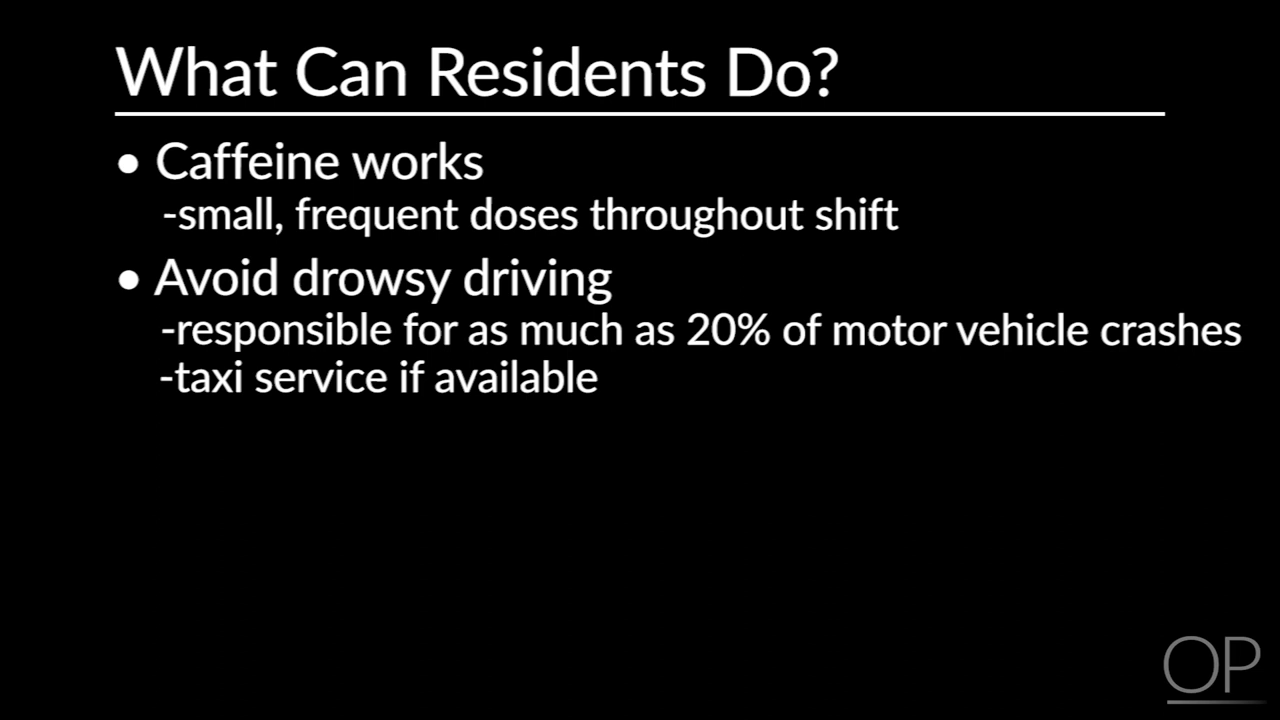 What Can Residents Do?
• Caffeine works
-small, frequent doses throughout shift
• Avoid drowsy driving
-responsible for as much as 20% of motor vehicle crashes
-taxi service if available
OP